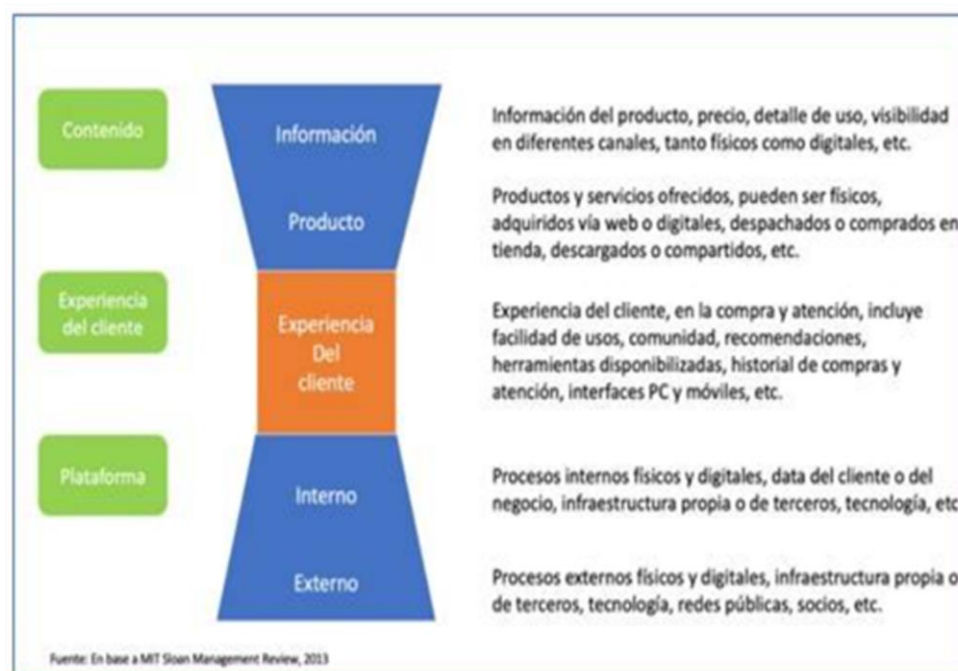 Contenido
Información
Información del producto, precio, detalle de uso, visibilidad
en diferentes canales, tanto físicos como digitales, etc.
Producto
Productos y servicios ofrecidos, pueden ser físicos,
adquiridos vía web o digitales, despachados o comprados en
tienda, descargados o compartidos, etc.
Experiencia
del cliente
Experiencia
Del
cliente
Experiencia del cliente, en la compra y atención, incluye
facilidad de usos, comunidad, recomendaciones,
herramientas disponibilizadas, historial de compras y
atención, interfaces PC y móviles, etc.
Plataforma
Interno
Procesos internos físicos y digitales, data del cliente o del
negocio, infraestructura propia o de terceros, tecnología, etc
Externo
Procesos externos físicos y digitales, infraestructura propia o
de terceros, tecnología, redes públicas, socios, etc.
Fuente: En base a MIT Sloan Management Review, 2013